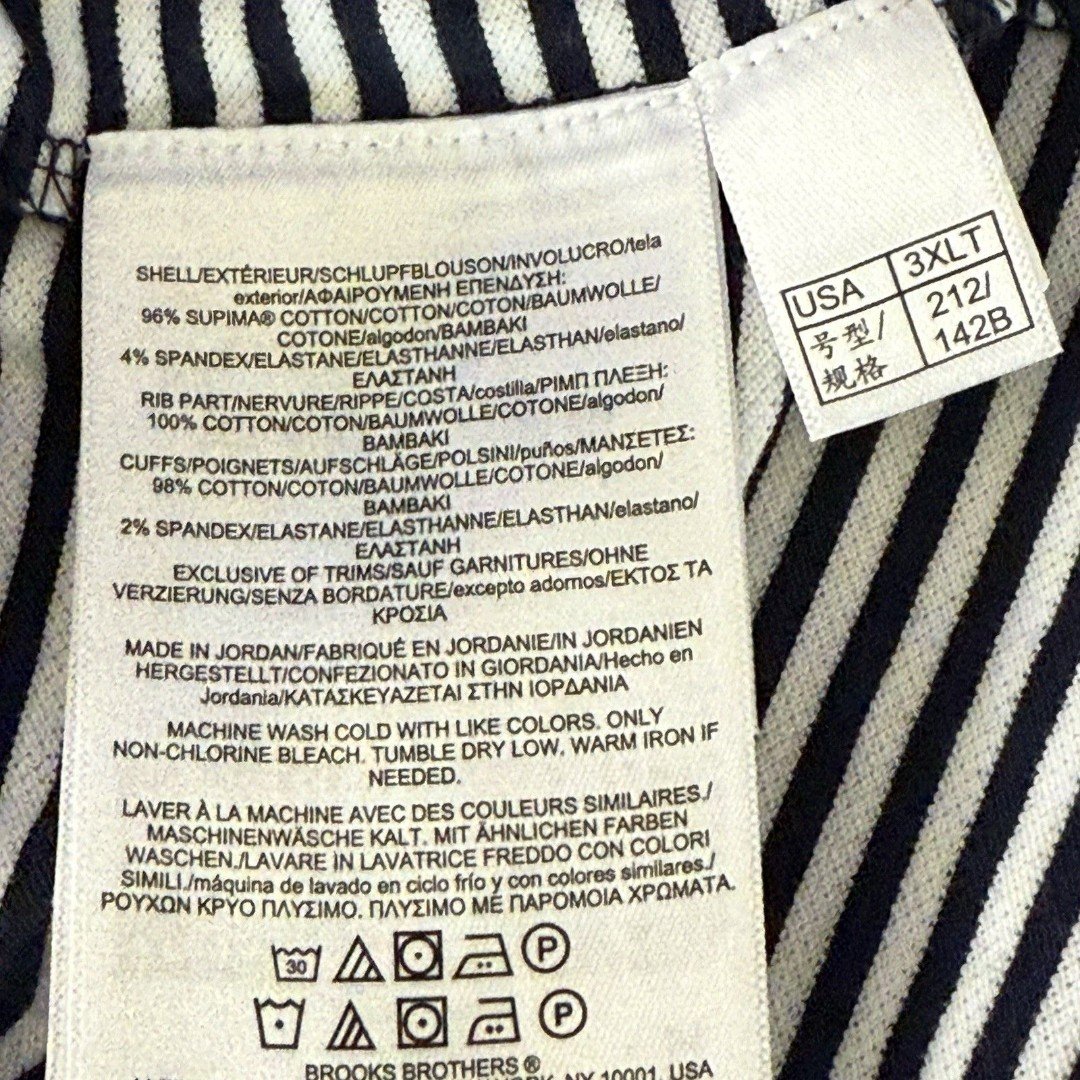 SHELL/EXTÉRIEUR/SCHLUPFBLOUSON/INVOLUCRO/tela
exterior/ΑΦΑΙΡΟΥΜΕΝΗ ΕΠΕΝΔΥΣΗ:
96% SUPIMA® COTTON/COTTON/COTON/BAUMWOLLE/
COTONE/algodon/BAMBAKI
4% SPANDEX/ELASTANE/ELASTHANNE/ELASTHAN/elastano/
ΕΛΑΣΤΑΝΗ
RIB PART/NERVURE/RIPPE/COSTA/costilla/ΡΙΜΠ ΠΛΕΞΗ:
100% COTTON/COTON/BAUMWOLLE/COTONE/algodon/
BAMBAKI
CUFFS/POIGNETS/AUFSCHLÄGE/POLSINI/puños/ΜΑΝΣΕΤΕΣ:
98% COTTON/COTON/BAUMWOLLE/COTONE/algodon/
BAMBAKI
2% SPANDEX/ELASTANE/ELASTHANNE/ELASTHAN/elastano/
ΕΛΑΣΤΑΝΗ
EXCLUSIVE OF TRIMS/SAUF GARNITURES/OHNE
VERZIERUNG/SENZA BORDATURE/excepto adornos/ΕΚΤΟΣ ΤΑ
ΚΡΟΣΙΑ
MADE IN JORDAN/FABRIQUÉ EN JORDANIE/IN JORDANIEN
HERGESTELLT/CONFEZIONATO IN GIORDANIA/Hecho en
Jordania/ΚΑΤΑΣΚΕΥΑΖΕΤΑΙ ΣΤΗΝ ΙΟΡΔΑΝΙΑ
MACHINE WASH COLD WITH LIKE COLORS. ONLY
NON-CHLORINE BLEACH. TUMBLE DRY LOW. WARM IRON IF
NEEDED.
LAVER À LA MACHINE AVEC DES COULEURS SIMILAIRES./
MASCHINENWÄSCHE KALT. MIT ÄHNLICHEN FARBEN
WASCHEN./LAVARE IN LAVATRICE FREDDO CON COLORI
SIMILI./máquina de lavado en ciclo frío y con colores similares./
ΡΟΥΧΩΝ ΚΡΥΟ ΠΛΥΣΙΜΟ. ΠΛΥΣΙΜΟ ΜΕ ΠΑΡΟΜΟΙΑ ΧΡΩΜΑΤΑ.
30 P
P
BROOKS BROTHERS ®
NY 10001, USA
USA 3XLT
号型/ 212/
规格 142B